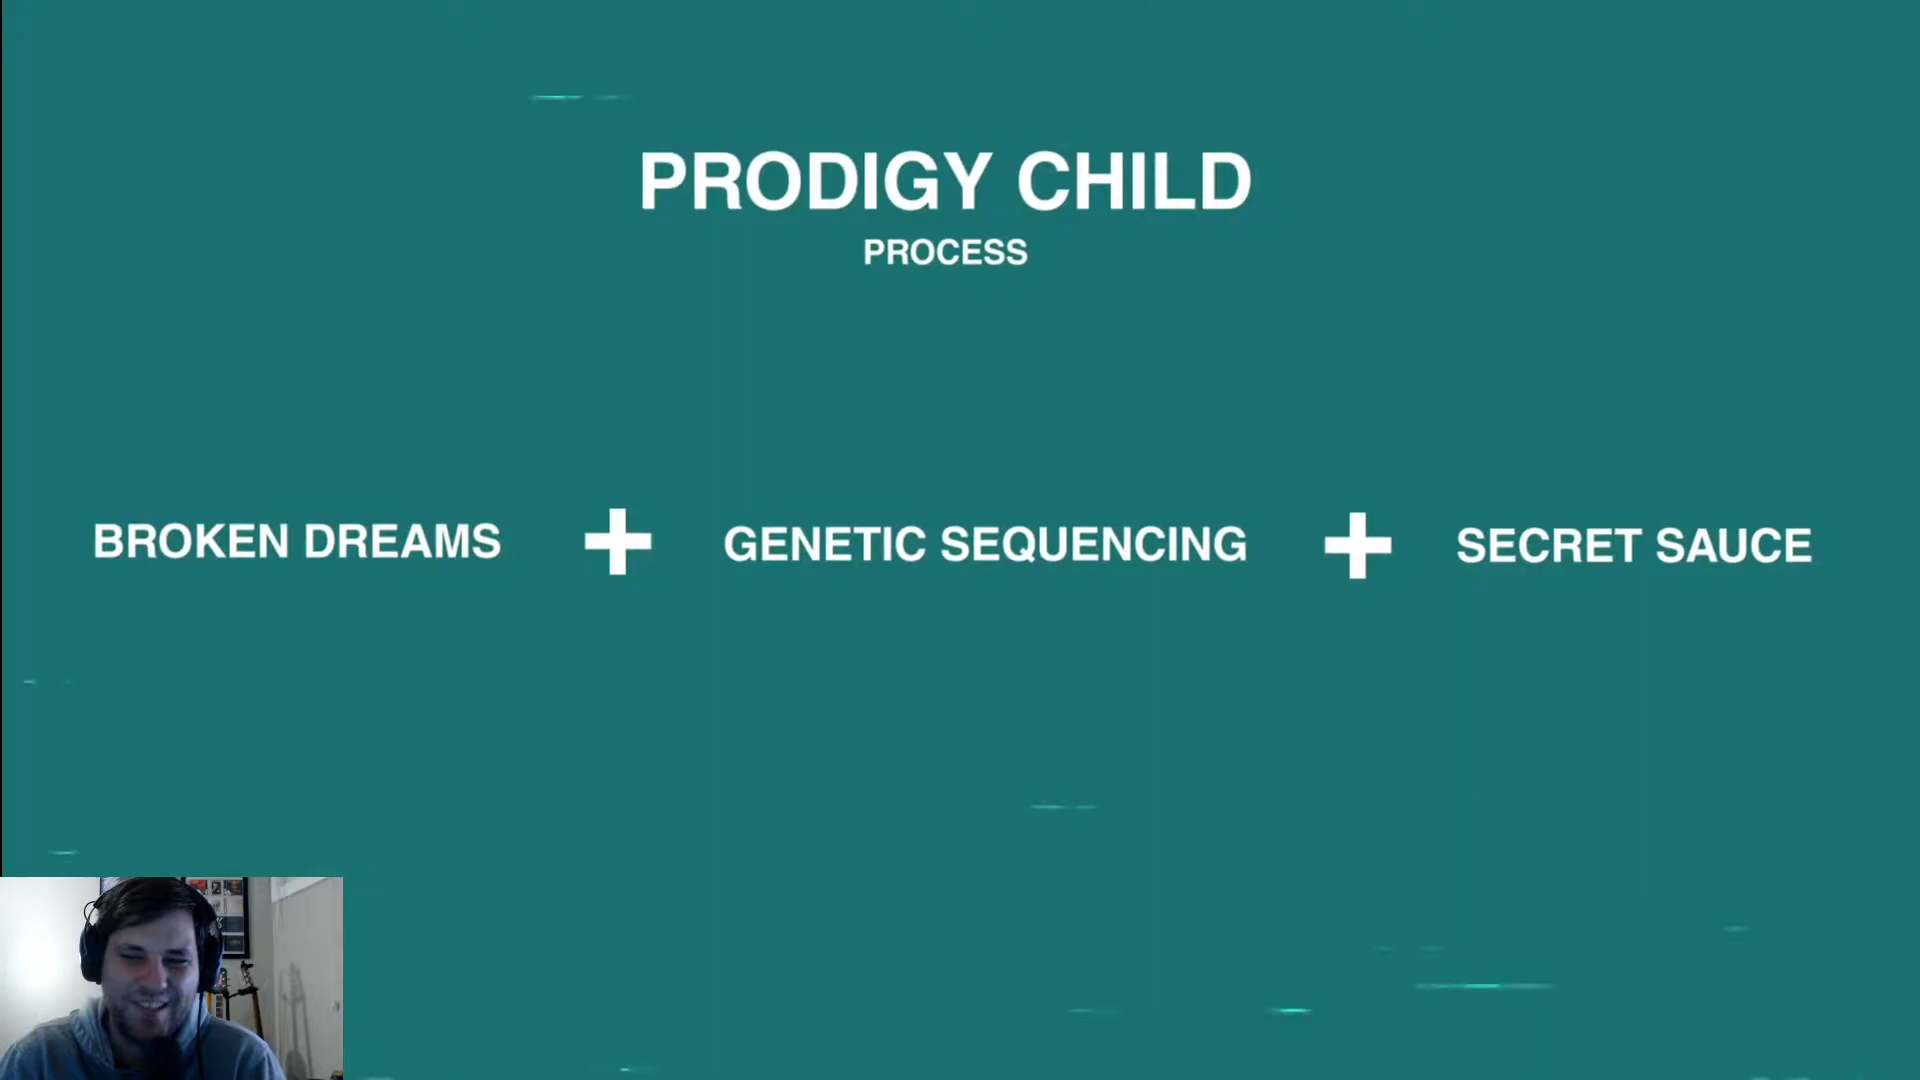 PRODIGY CHILD
PROCESS
BROKEN DREAMS + GENETIC SEQUENCING + SECRET SAUCE